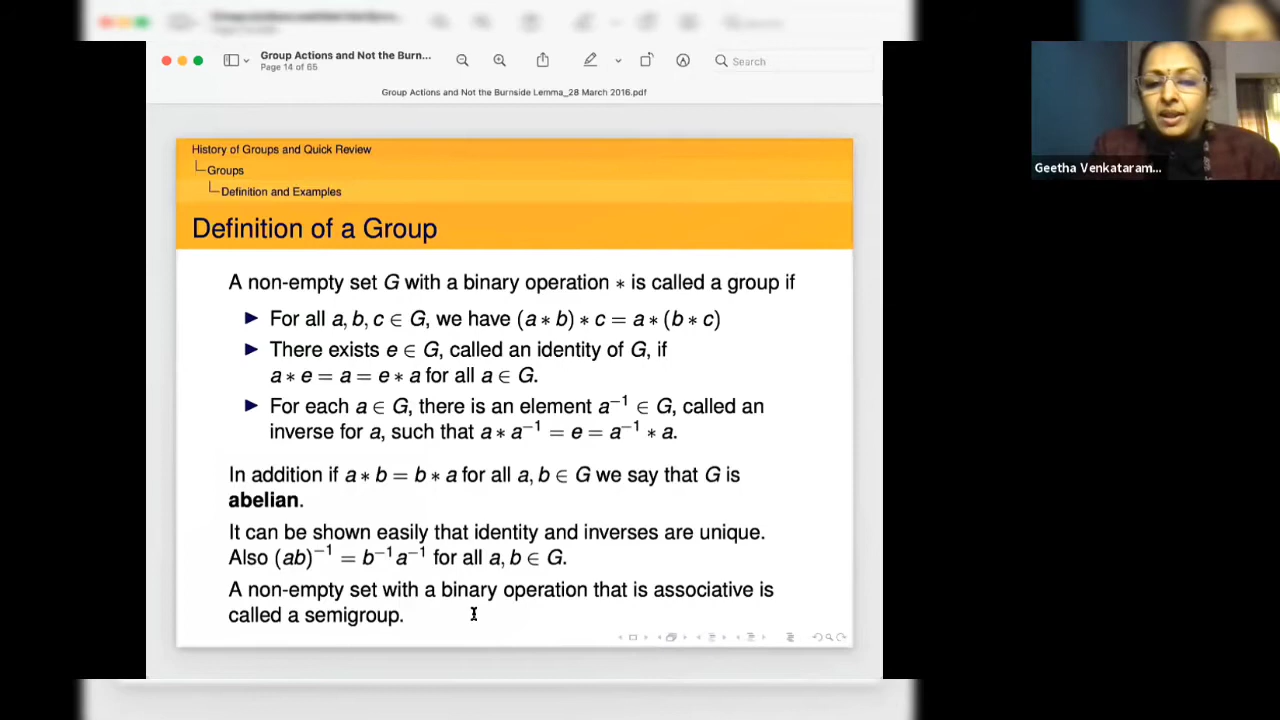 Group Actions and Not the Burn...
Page 14 of 65
Search
Group Actions and Not the Burnside Lemma_28 March 2016.pdf
History of Groups and Quick Review
Groups
Definition and Examples
Definition of a Group
A non-empty set G with a binary operation ∗ is called a group if
► For all a, b, c ∈ G, we have (a ∗ b) ∗ c = a ∗ (b ∗ c)
► There exists e ∈ G, called an identity of G, if
a ∗ e = a = e ∗ a for all a ∈ G.
► For each a ∈ G, there is an element a⁻¹ ∈ G, called an
inverse for a, such that a ∗ a⁻¹ = e = a⁻¹ ∗ a.
In addition if a ∗ b = b ∗ a for all a, b ∈ G we say that G is
abelian.
It can be shown easily that identity and inverses are unique.
Also (ab)⁻¹ = b⁻¹a⁻¹ for all a, b ∈ G.
A non-empty set with a binary operation that is associative is
called a semigroup.
Geetha Venkataram...